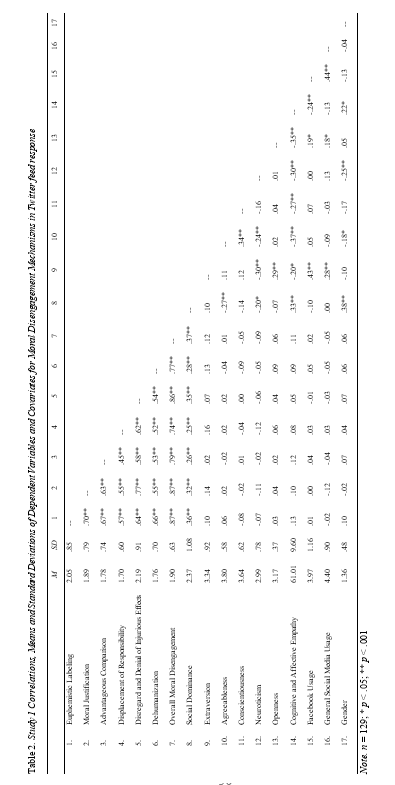 Table 2. Study 1 Correlations, Means and Standard Deviations of Dependent Variables and Covariates for Moral Disengagement Mechanisms in Twitter feed response
M SD 1 2 3 4 5 6 7 8 9 10 11 12 13 14 15 16 17
1. Euphemistic Labeling 2.05 .85 --
2. Moral Justification 1.89 .79 .70** --
3. Advantageous Comparison 1.78 .74 .67** .63** --
4. Displacement of Responsibility 1.70 .60 .57** .55** .45** --
5. Disregard and Denial of Injurious Effects 2.19 .91 .64** .77** .58** .62** --
6. Dehumanization 1.76 .70 .66** .55** .53** .52** .54** --
7. Overall Moral Disengagement 1.90 .63 .87** .87** .79** .74** .86** .77** --
8. Social Dominance 2.37 1.08 .36** .32** .26** .25** .35** .28** .37** --
9. Extraversion 3.34 .92 .10 .14 .02 .16 .07 .13 .12 .10 --
10. Agreeableness 3.80 .58 .06 .02 -.02 .02 .02 -.04 .01 -.27** .11 --
11. Conscientiousness 3.64 .62 -.08 -.02 .01 -.04 .00 -.09 -.05 -.14 .12 .34** --
12. Neuroticism 2.99 .78 -.07 -.11 -.02 -.12 -.06 -.05 -.09 -.20* -.30** -.24** -.16 --
13. Openness 3.17 .37 .03 .04 .02 .06 .04 .09 .06 -.07 .29** .02 .04 .01 --
14. Cognitive and Affective Empathy 61.01 9.60 .13 .10 .12 .08 .05 .09 .11 .33** -.20* -.37** -.27** -.30** -.35** --
15. Facebook Usage 3.97 1.16 .01 .00 .04 .03 -.01 .05 .02 -.10 .43** .05 .07 .00 .19* -.24** --
16. General Social Media Usage 4.40 .90 -.02 -.12 -.04 .03 -.03 -.05 -.05 .00 .28** -.09 -.03 .13 .18* -.13 .44** --
17. Gender 1.36 .48 .10 -.02 .07 .04 .07 .06 .06 .38** -.10 -.18* -.17 -.25** .05 .22* -.13 -.04 --
Note. n = 129; * p < .05; ** p < .001